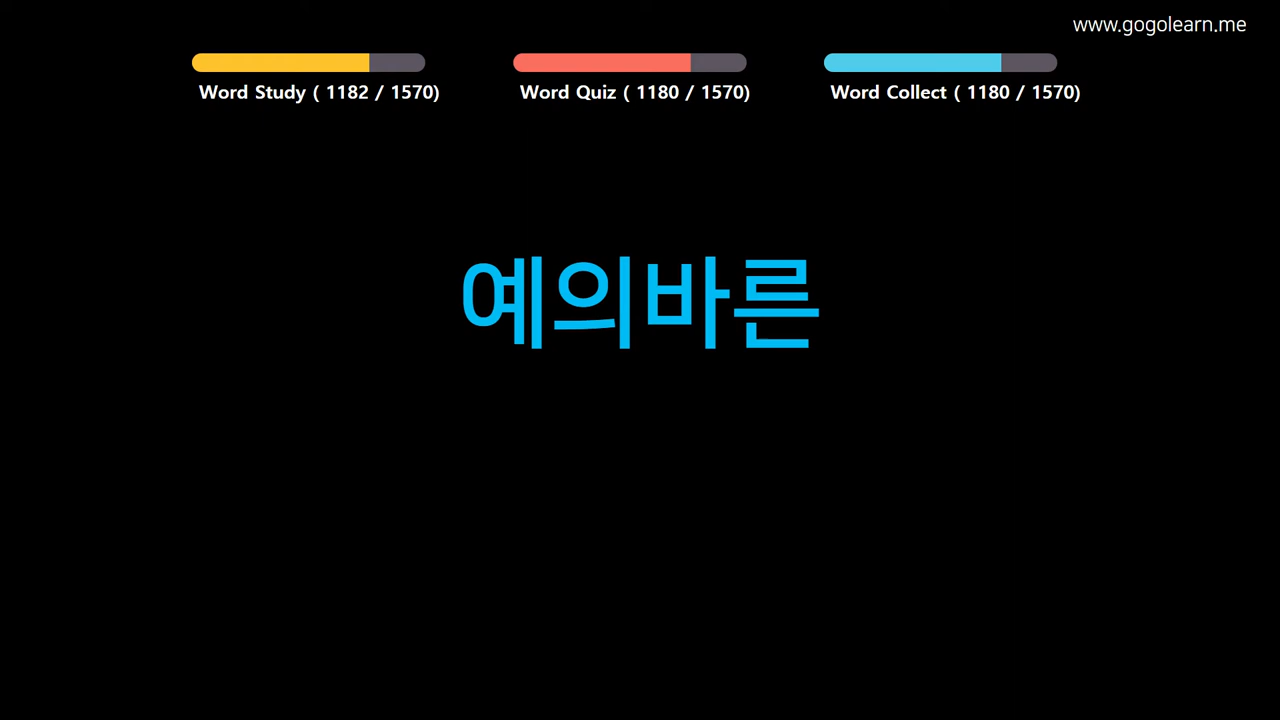 www.gogolearn.me
Word Study ( 1182 / 1570)
Word Quiz ( 1180 / 1570)
Word Collect ( 1180 / 1570)
예의바른